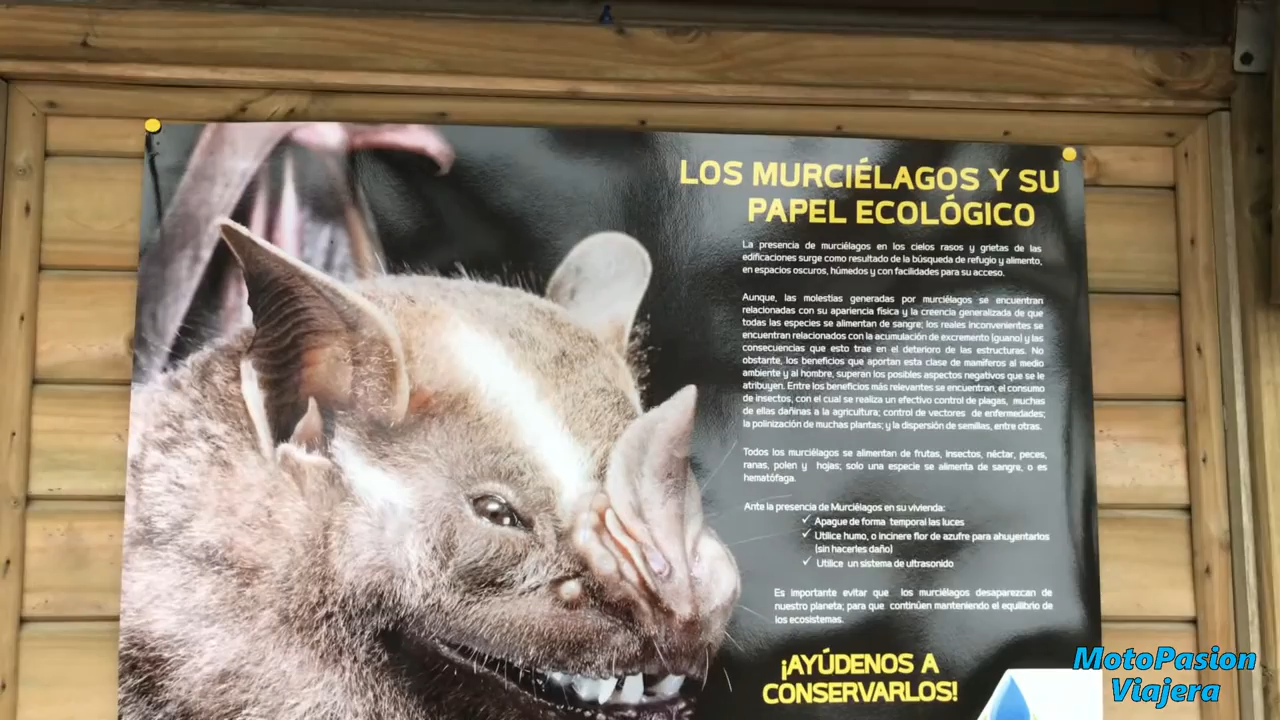 LOS MURCIÉLAGOS Y SU
PAPEL ECOLÓGICO
La presencia de murciélagos en los cielos rasos y grietas de las
edificaciones surge como resultado de la búsqueda de refugio y alimento,
en espacios oscuros, húmedos y con facilidades para su acceso.
Aunque, las molestias generadas por murciélagos se encuentran
relacionadas con su apariencia física y la creencia generalizada de que
todas las especies se alimentan de sangre; los reales inconvenientes se
encuentran relacionados con la acumulación de excremento (guano) y las
consecuencias que esto trae en el deterioro de las estructuras. No
obstante, los beneficios que aportan esta clase de mamíferos al medio
ambiente y al hombre, superan los posibles aspectos negativos que se le
atribuyen. Entre los beneficios más relevantes se encuentran, el consumo
de insectos, con el cual se realiza un efectivo control de plagas, muchas
de ellas dañinas a la agricultura; control de vectores de enfermedades;
la polinización de muchas plantas; y la dispersión de semillas, entre otras.
Todos los murciélagos se alimentan de frutas, insectos, néctar, peces,
ranas, polen y hojas; solo una especie se alimenta de sangre, o es
hematófaga.
Ante la presencia de Murciélagos en su vivienda:
✓ Apague de forma temporal las luces
✓ Utilice humo, o incinere flor de azufre para ahuyentarlos
(sin hacerles daño)
✓ Utilice un sistema de ultrasonido
Es importante evitar que los murciélagos desaparezcan de
nuestro planeta; para que continúen manteniendo el equilibrio de
los ecosistemas.
¡AYÚDENOS A
CONSERVARLOS!
MotoPasion
Viajera